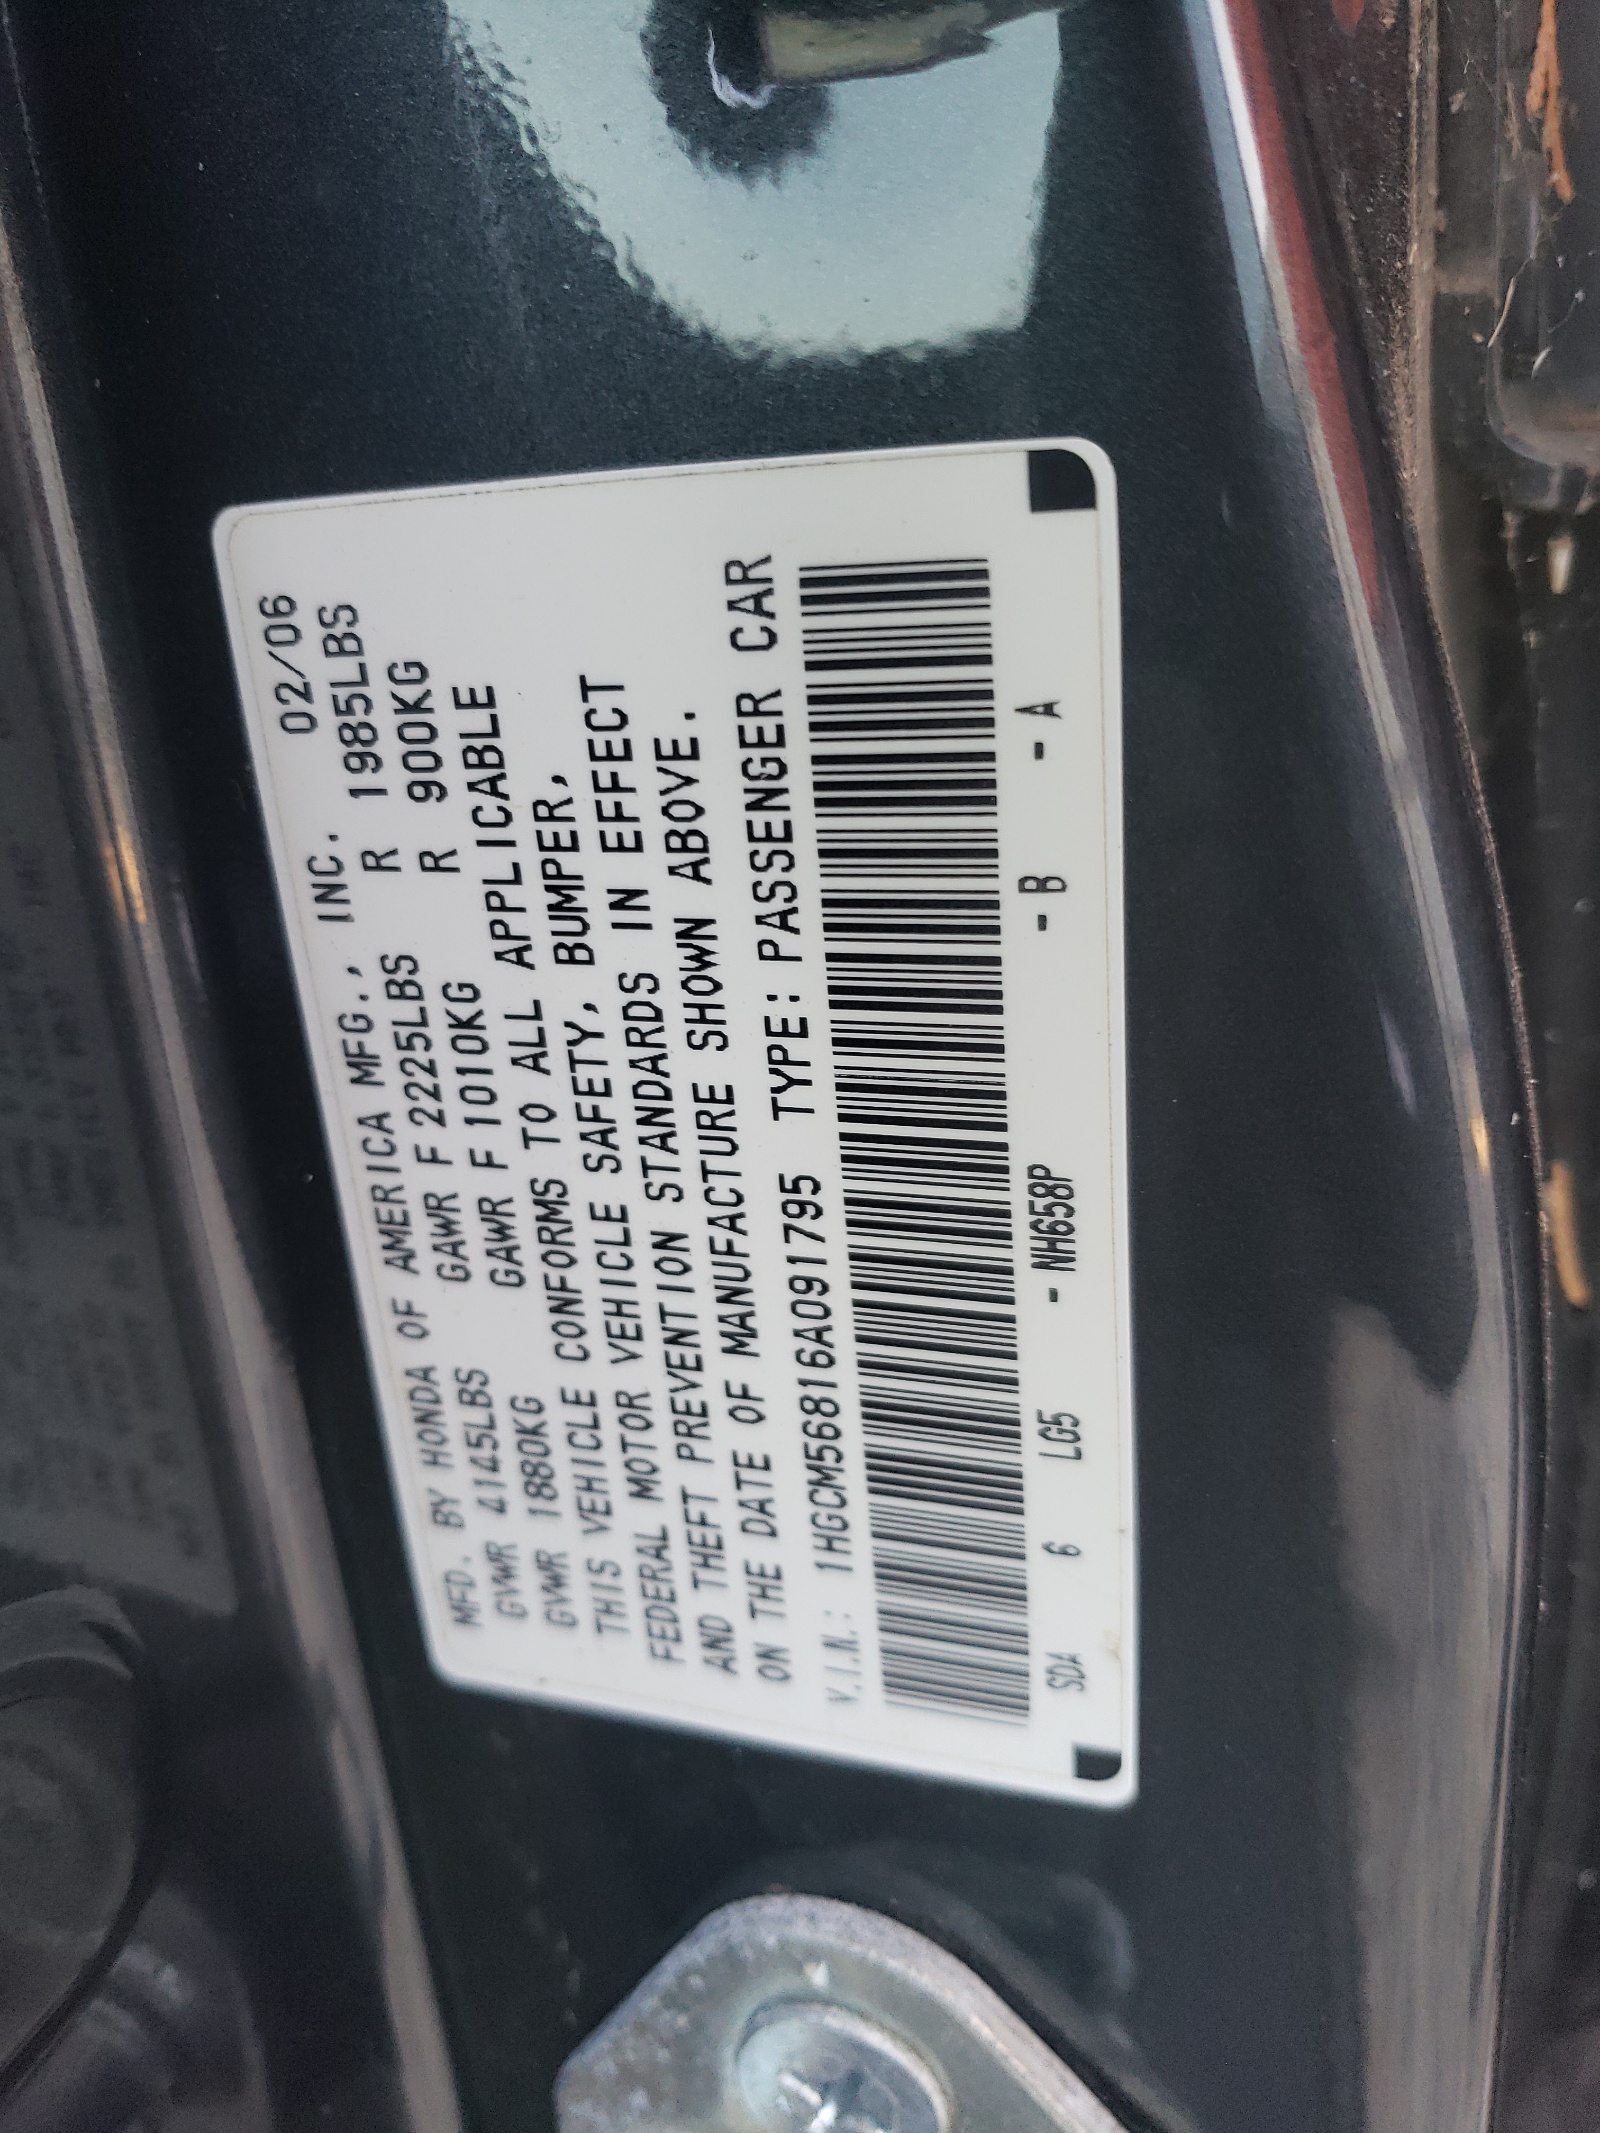 MFD. BY HONDA OF AMERICA MFG., INC. 02/06
GVWR 4145LBS GAWR F 2225LBS R 1985LBS
GVWR 1880KG GAWR F 1010KG R 900KG
THIS VEHICLE CONFORMS TO ALL APPLICABLE
FEDERAL MOTOR VEHICLE SAFETY, BUMPER,
AND THEFT PREVENTION STANDARDS IN EFFECT
ON THE DATE OF MANUFACTURE SHOWN ABOVE.
V.I.N.: 1HGCM56816A091795 TYPE: PASSENGER CAR
SDA 6 LG5 - NH658P - B - A